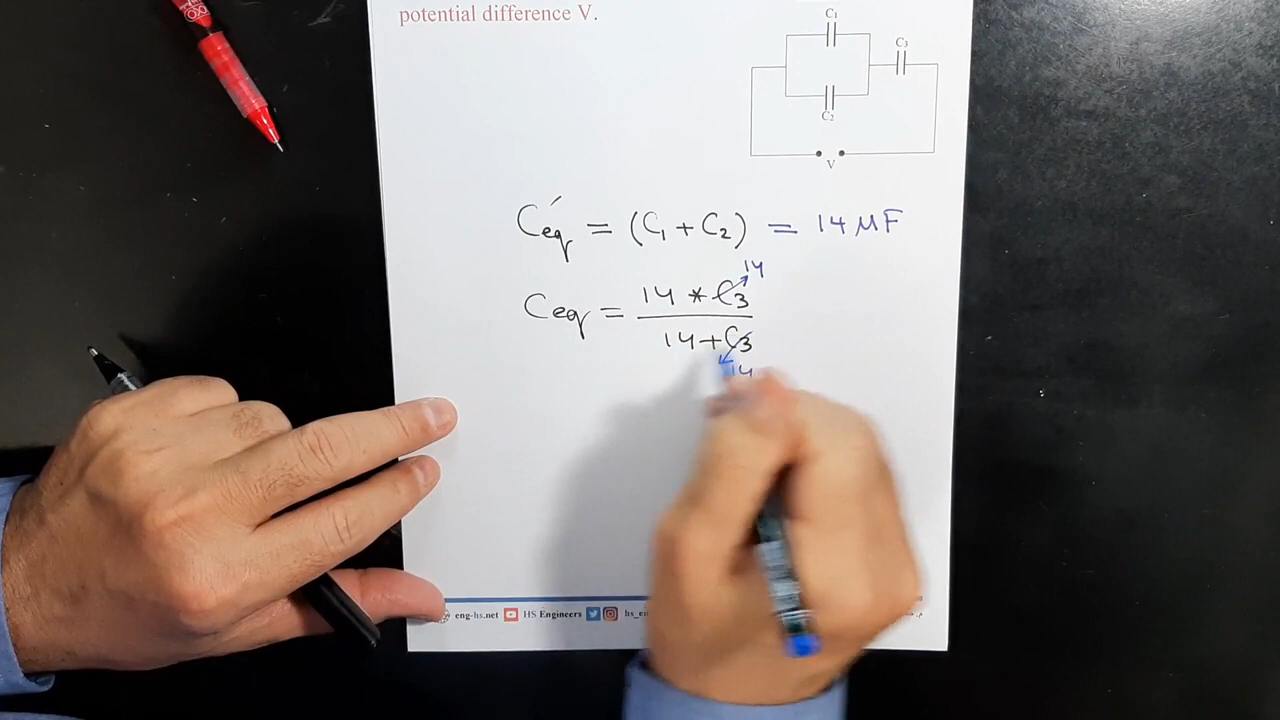 potential difference V.
C₁
C₃
C₂
V
C'eq = (C₁ + C₂) = 14 μF
14
Ceq = 14 * C₃
14 + C₃
14
eng-hs.net HS Engineers